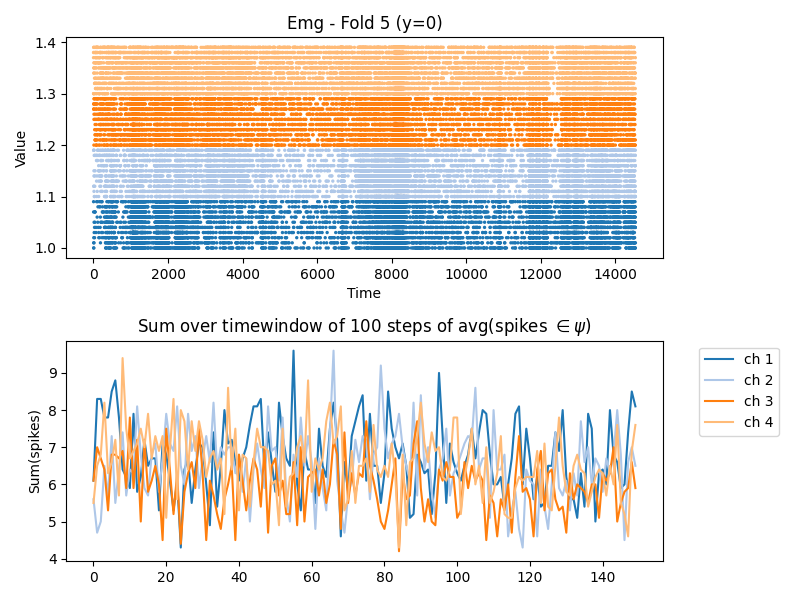 Emg - Fold 5 (y=0)
1.4
1.3
1.2
1.1
1.0
Value
0 2000 4000 6000 8000 10000 12000 14000
Time
Sum over timewindow of 100 steps of avg(spikes ∈ ψ)
9
8
7
6
5
4
Sum(spikes)
0 20 40 60 80 100 120 140
ch 1
ch 2
ch 3
ch 4